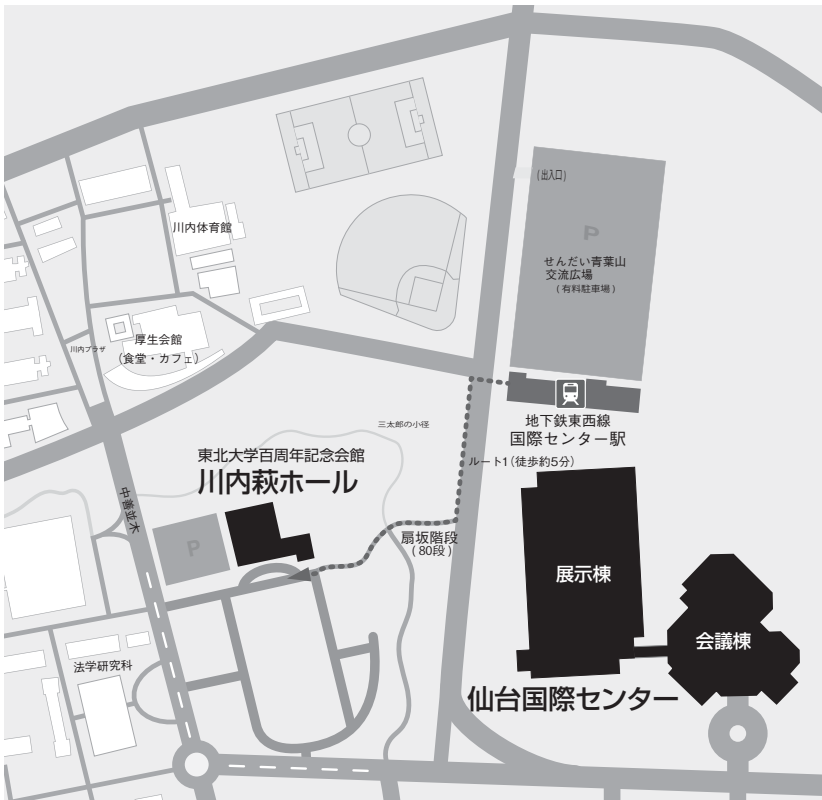 (出入口)
P
せんだい青葉山
交流広場
(有料駐車場)
川内体育館
厚生会館
(食堂・カフェ)
川内プラザ
地下鉄東西線
国際センター駅
三太郎の小径
東北大学百周年記念会館
川内萩ホール
ルート1(徒歩約5分)
中善並木
P
扇坂階段
(80段)
展示棟
会議棟
法学研究科
仙台国際センター